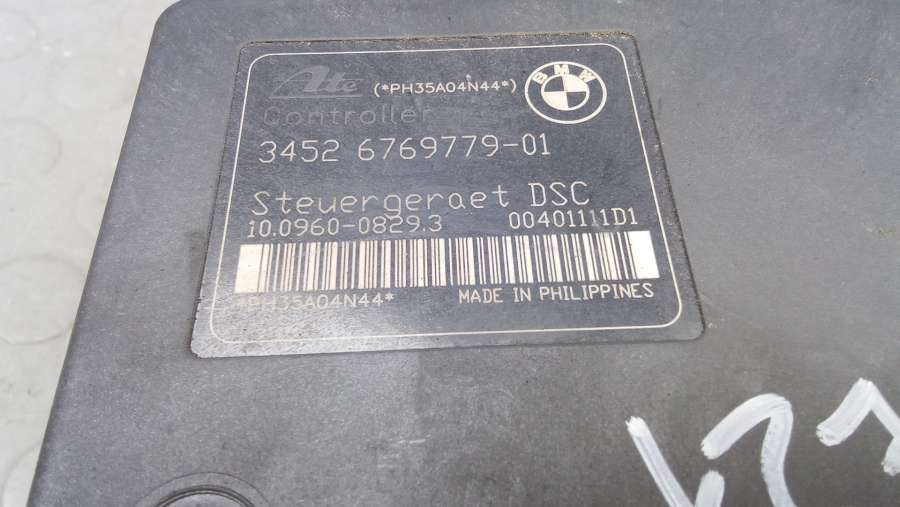 Ate (*PH35A04N44*) BMW
Controller
3452 6769779-01
Steuergeraet DSC
10.0960-0829.3 00401111D1
*PH35A04N44* MADE IN PHILIPPINES